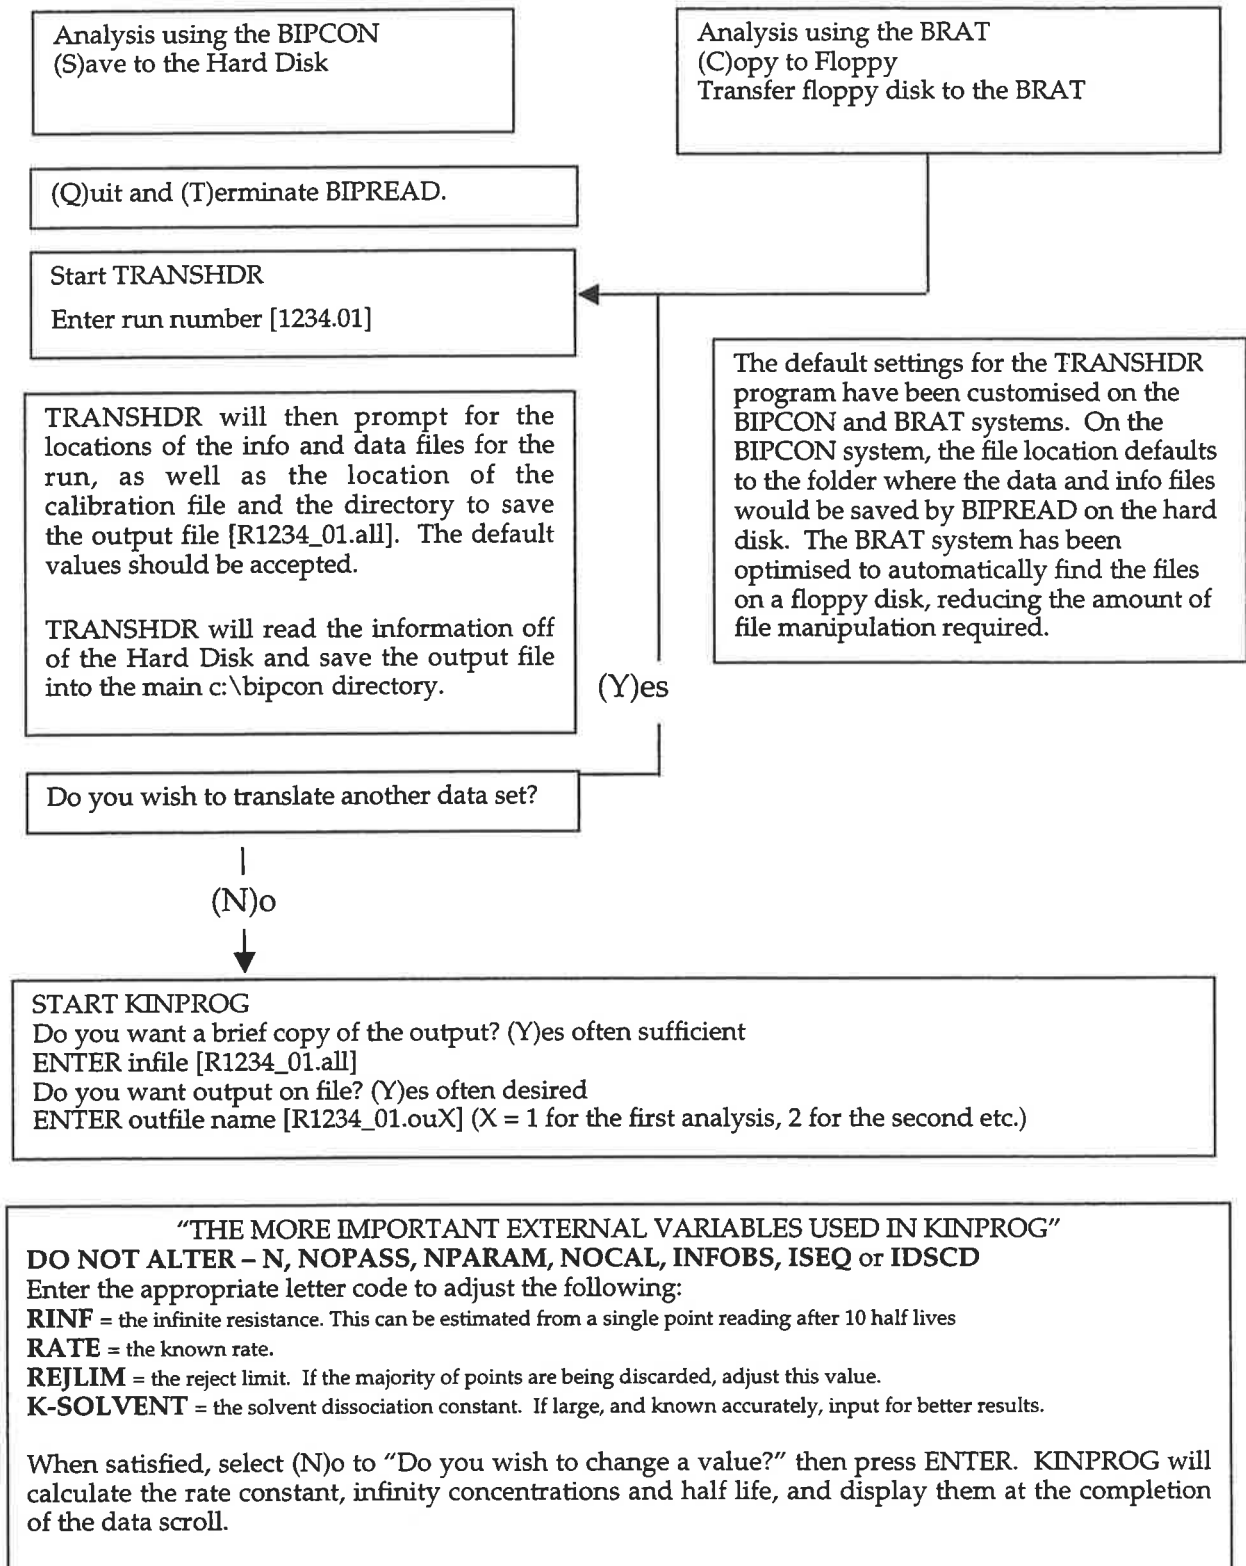 Analysis using the BIPCON
(S)ave to the Hard Disk
Analysis using the BRAT
(C)opy to Floppy
Transfer floppy disk to the BRAT
(Q)uit and (T)erminate BIPREAD.
Start TRANSHDR
Enter run number [1234.01]
TRANSHDR will then prompt for the
locations of the info and data files for the
run, as well as the location of the
calibration file and the directory to save
the output file [R1234_01.all]. The default
values should be accepted.
TRANSHDR will read the information off
of the Hard Disk and save the output file
into the main c:\bipcon directory.
The default settings for the TRANSHDR
program have been customised on the
BIPCON and BRAT systems. On the
BIPCON system, the file location defaults
to the folder where the data and info files
would be saved by BIPREAD on the hard
disk. The BRAT system has been
optimised to automatically find the files
on a floppy disk, reducing the amount of
file manipulation required.
(Y)es
Do you wish to translate another data set?
(N)o
START KINPROG
Do you want a brief copy of the output? (Y)es often sufficient
ENTER infile [R1234_01.all]
Do you want output on file? (Y)es often desired
ENTER outfile name [R1234_01.ouX] (X = 1 for the first analysis, 2 for the second etc.)
"THE MORE IMPORTANT EXTERNAL VARIABLES USED IN KINPROG"
DO NOT ALTER – N, NOPASS, NPARAM, NOCAL, INFOBS, ISEQ or IDSCD
Enter the appropriate letter code to adjust the following:
RINF = the infinite resistance. This can be estimated from a single point reading after 10 half lives
RATE = the known rate.
REJLIM = the reject limit. If the majority of points are being discarded, adjust this value.
K-SOLVENT = the solvent dissociation constant. If large, and known accurately, input for better results.
When satisfied, select (N)o to "Do you wish to change a value?" then press ENTER. KINPROG will
calculate the rate constant, infinity concentrations and half life, and display them at the completion
of the data scroll.